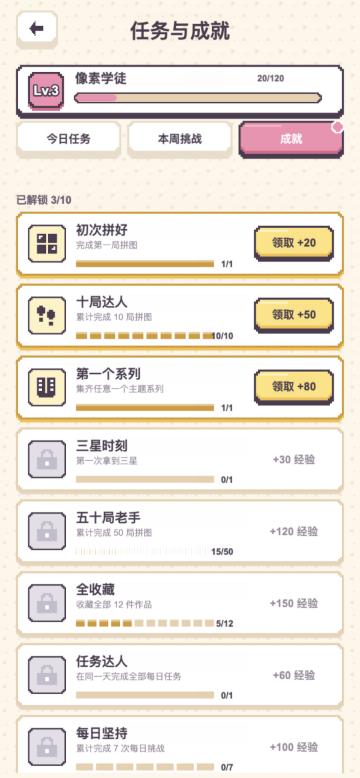 任务与成就
Lv.3
像素学徒
20/120
今日任务
本周挑战
成就
已解锁 3/10
初次拼好
完成第一局拼图
1/1
领取 +20
十局达人
累计完成 10 局拼图
10/10
领取 +50
第一个系列
集齐任意一个主题系列
1/1
领取 +80
三星时刻
第一次拿到三星
0/1
+30 经验
五十局老手
累计完成 50 局拼图
15/50
+120 经验
全收藏
收藏全部 12 件作品
5/12
+150 经验
任务达人
在同一天完成全部每日任务
0/1
+60 经验
每日坚持
累计完成 7 次每日挑战
0/7
+100 经验